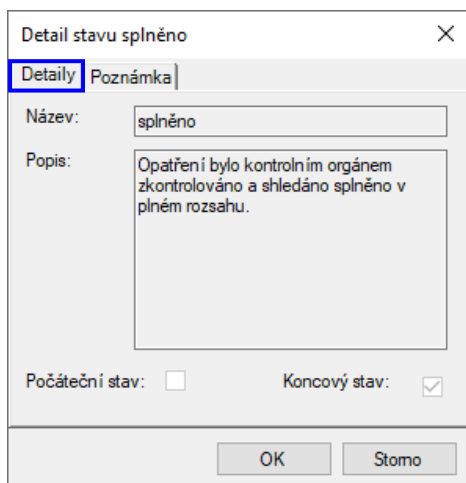 Detail stavu splněno
Detaily Poznámka
Název: splněno
Popis: Opatření bylo kontrolním orgánem
zkontrolováno a shledáno splněno v
plném rozsahu.
Počáteční stav: Koncový stav:
OK Storno